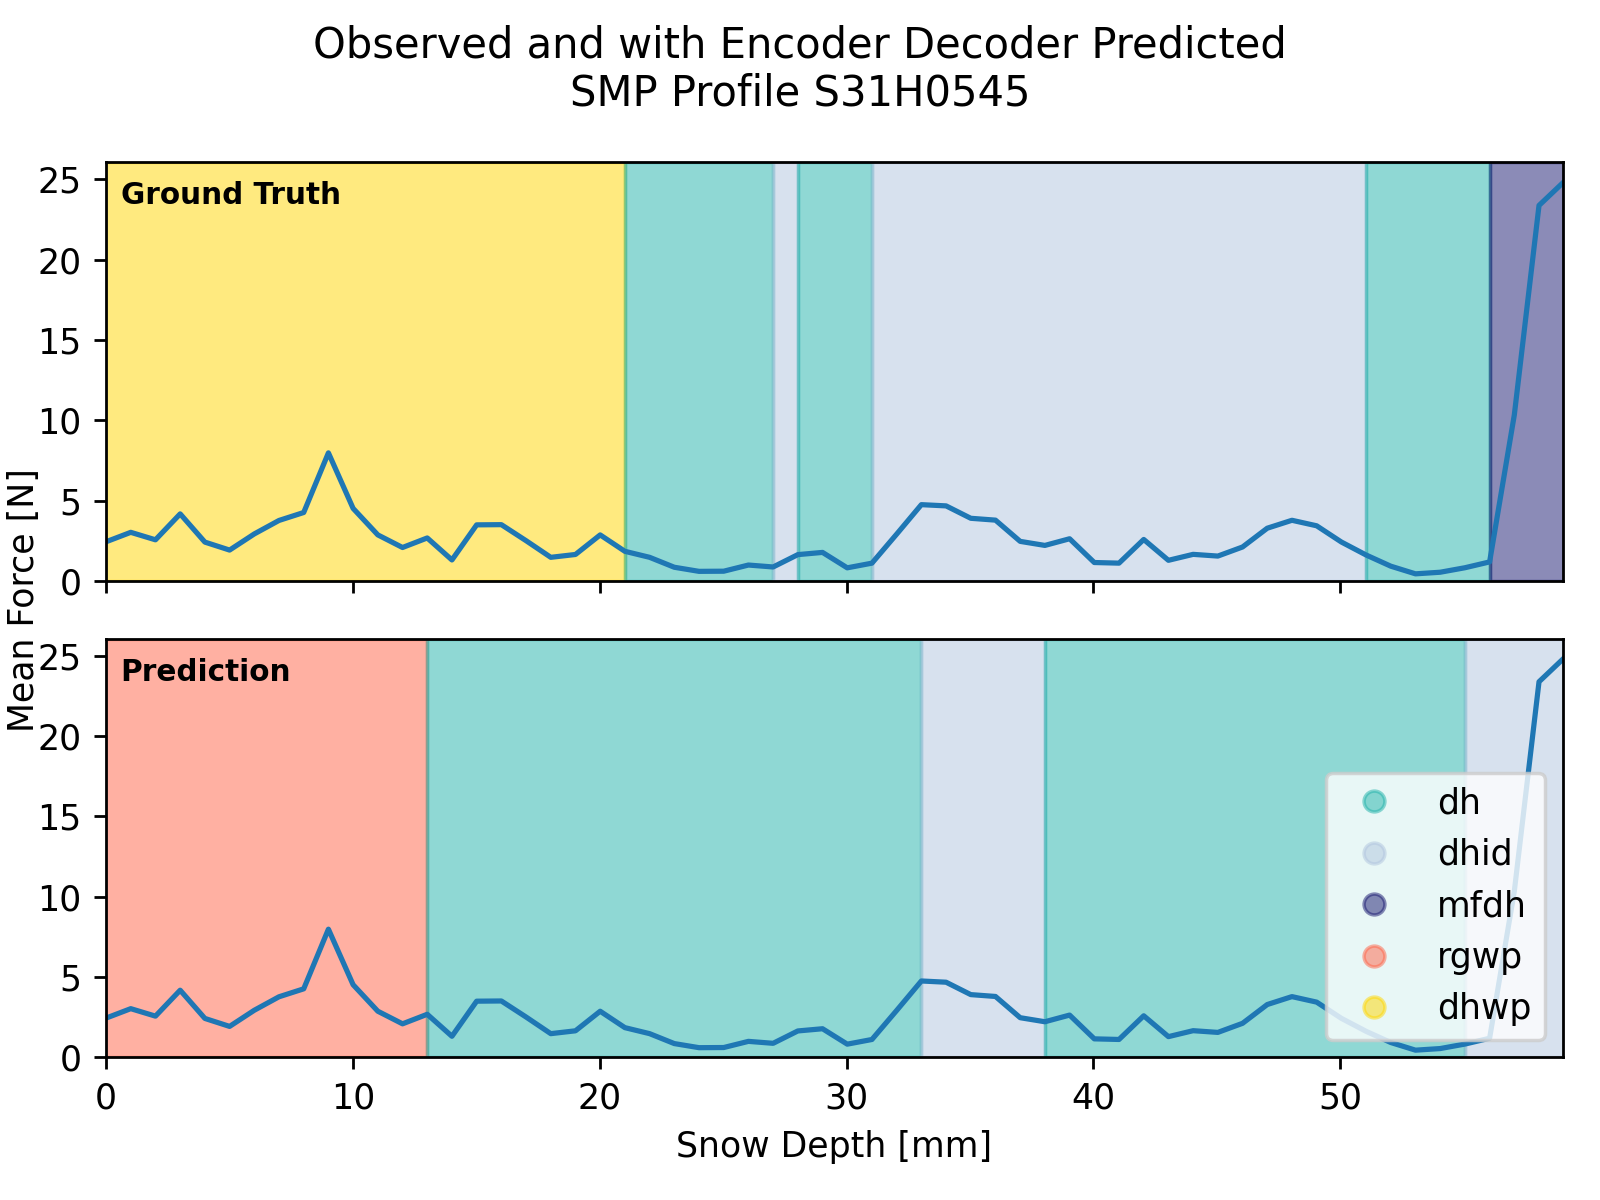 Observed and with Encoder Decoder Predicted
SMP Profile S31H0545
Mean Force [N]
25
20
15
10
5
0
Ground Truth
25
20
15
10
5
0
Prediction
dh
dhid
mfdh
rgwp
dhwp
0 10 20 30 40 50
Snow Depth [mm]